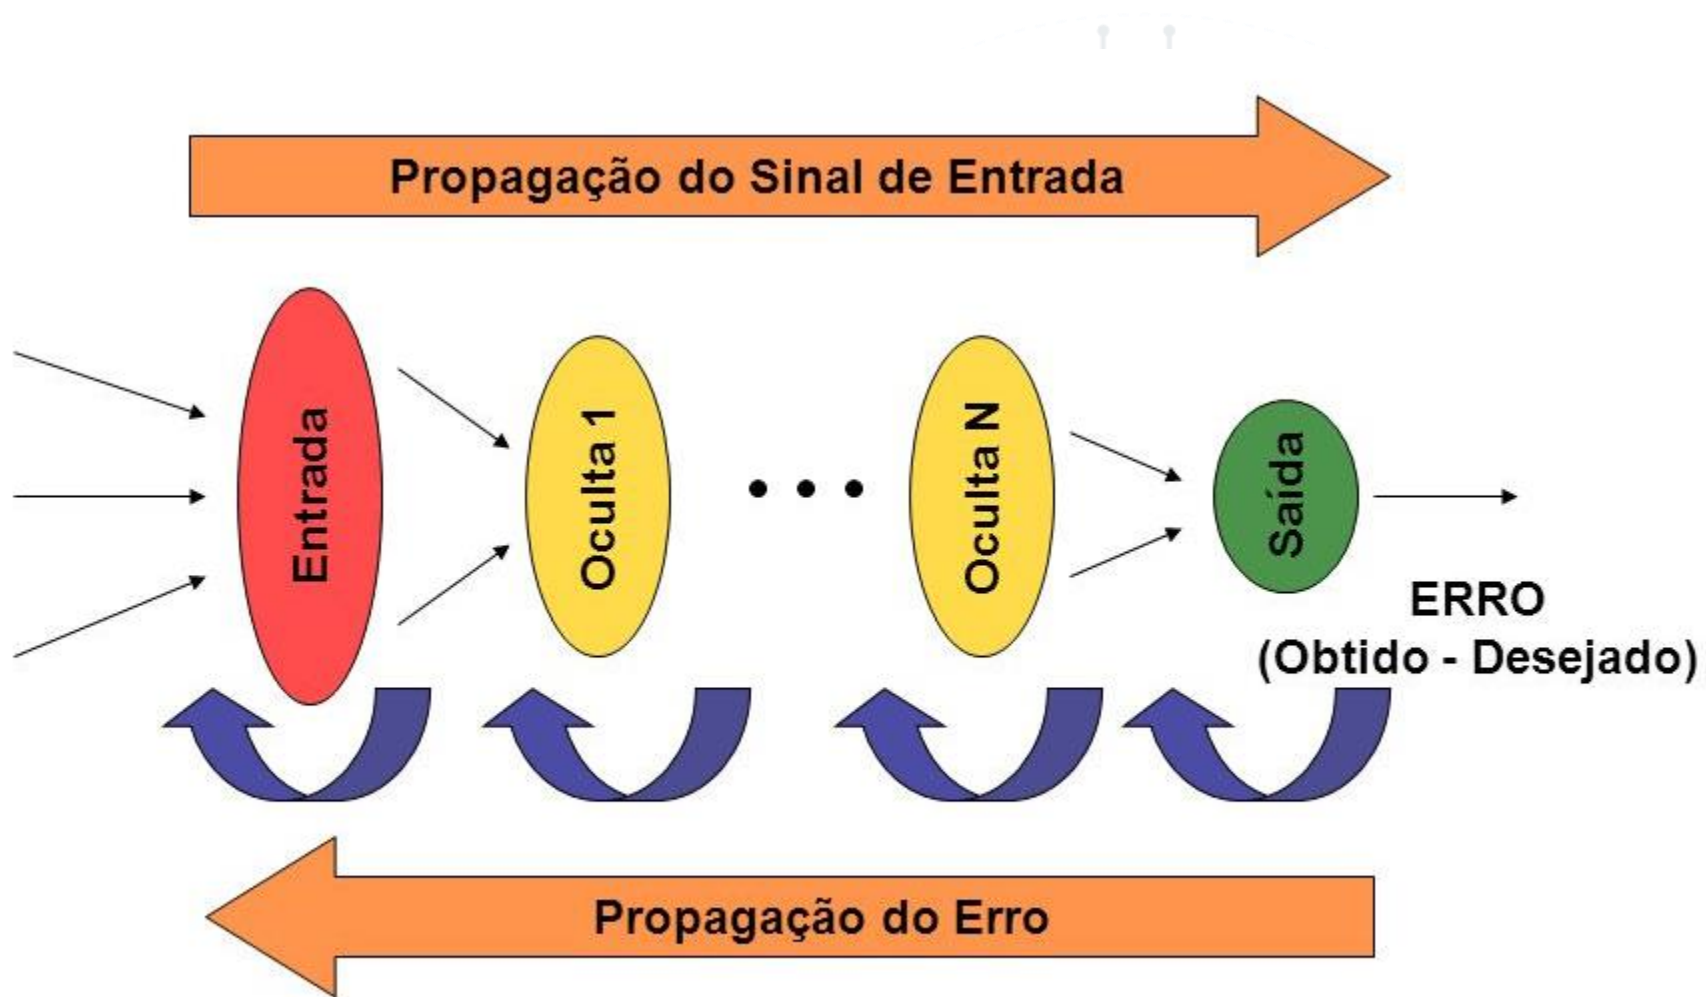 Propagação do Sinal de Entrada
Entrada
Oculta 1
Oculta N
Saída
ERRO
(Obtido - Desejado)
Propagação do Erro